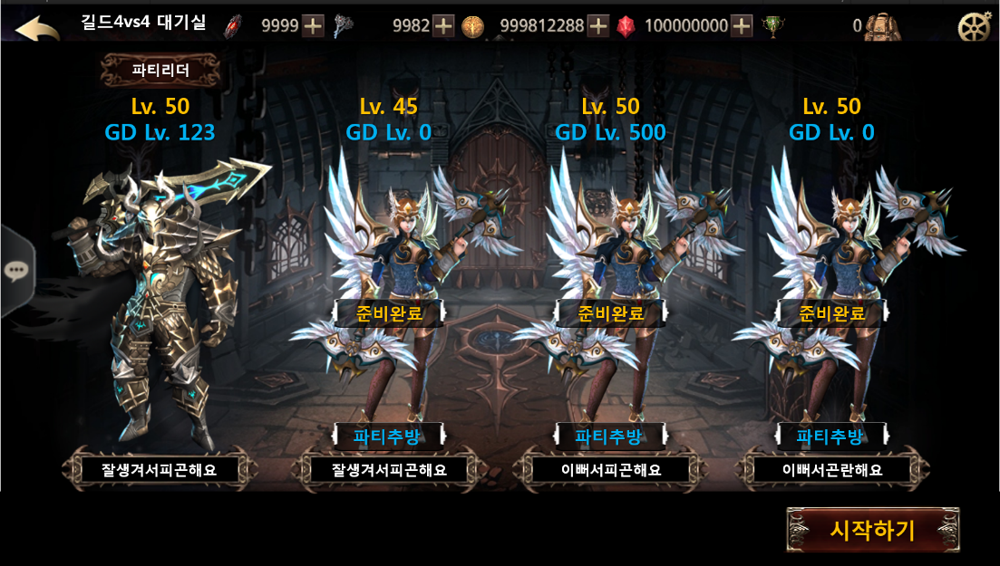 길드4vs4 대기실
9999
9982
999812288
100000000
0
파티리더
Lv. 50
GD Lv. 123
Lv. 45
GD Lv. 0
Lv. 50
GD Lv. 500
Lv. 50
GD Lv. 0
준비완료
준비완료
준비완료
파티추방
파티추방
파티추방
잘생겨서피곤해요
잘생겨서피곤해요
이뻐서피곤해요
이뻐서곤란해요
시작하기